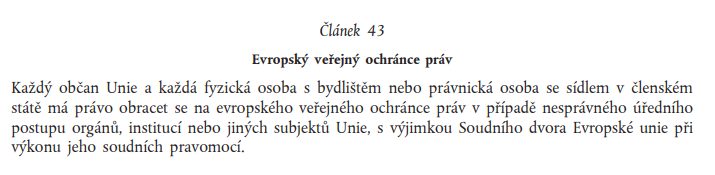 Článek 43
Evropský veřejný ochránce práv
Každý občan Unie a každá fyzická osoba s bydlištěm nebo právnická osoba se sídlem v členském
státě má právo obracet se na evropského veřejného ochránce práv v případě nesprávného úředního
postupu orgánů, institucí nebo jiných subjektů Unie, s výjimkou Soudního dvora Evropské unie při
výkonu jeho soudních pravomocí.